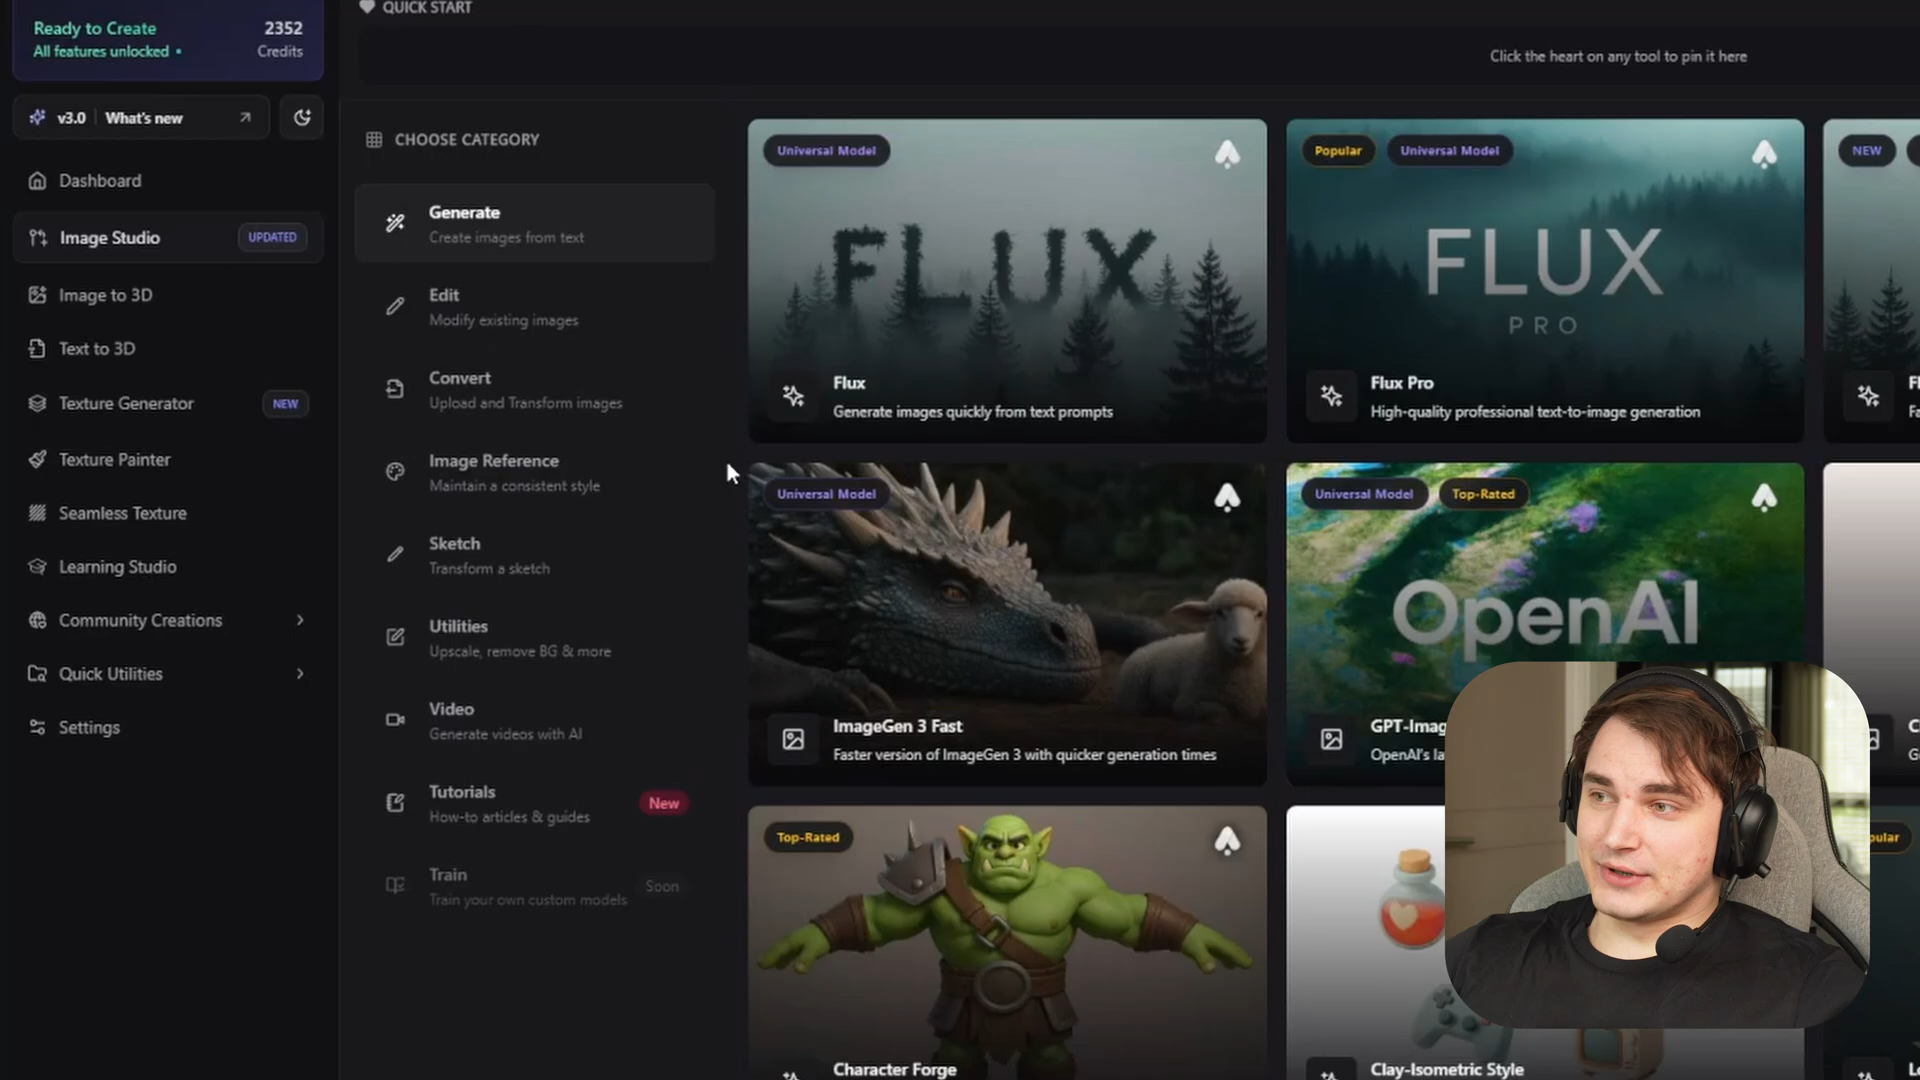 Ready to Create
2352
All features unlocked •
Credits
v3.0
What's new
Dashboard
Image Studio
UPDATED
Image to 3D
Text to 3D
Texture Generator
NEW
Texture Painter
Seamless Texture
Learning Studio
Community Creations
Quick Utilities
Settings
QUICK START
Click the heart on any tool to pin it here
CHOOSE CATEGORY
Generate
Create images from text
Edit
Modify existing images
Convert
Upload and Transform images
Image Reference
Maintain a consistent style
Sketch
Transform a sketch
Utilities
Upscale, remove BG & more
Video
Generate videos with AI
Tutorials
New
How-to articles & guides
Train
Soon
Train your own custom models
Universal Model
FLUX
Flux
Generate images quickly from text prompts
Popular
Universal Model
FLUX
PRO
Flux Pro
High-quality professional text-to-image generation
NEW
Universal Model
ImageGen 3 Fast
Faster version of ImageGen 3 with quicker generation times
Universal Model
Top-Rated
OpenAI
GPT-Imag
OpenAI's la
Top-Rated
Character Forge
Clay-Isometric Style